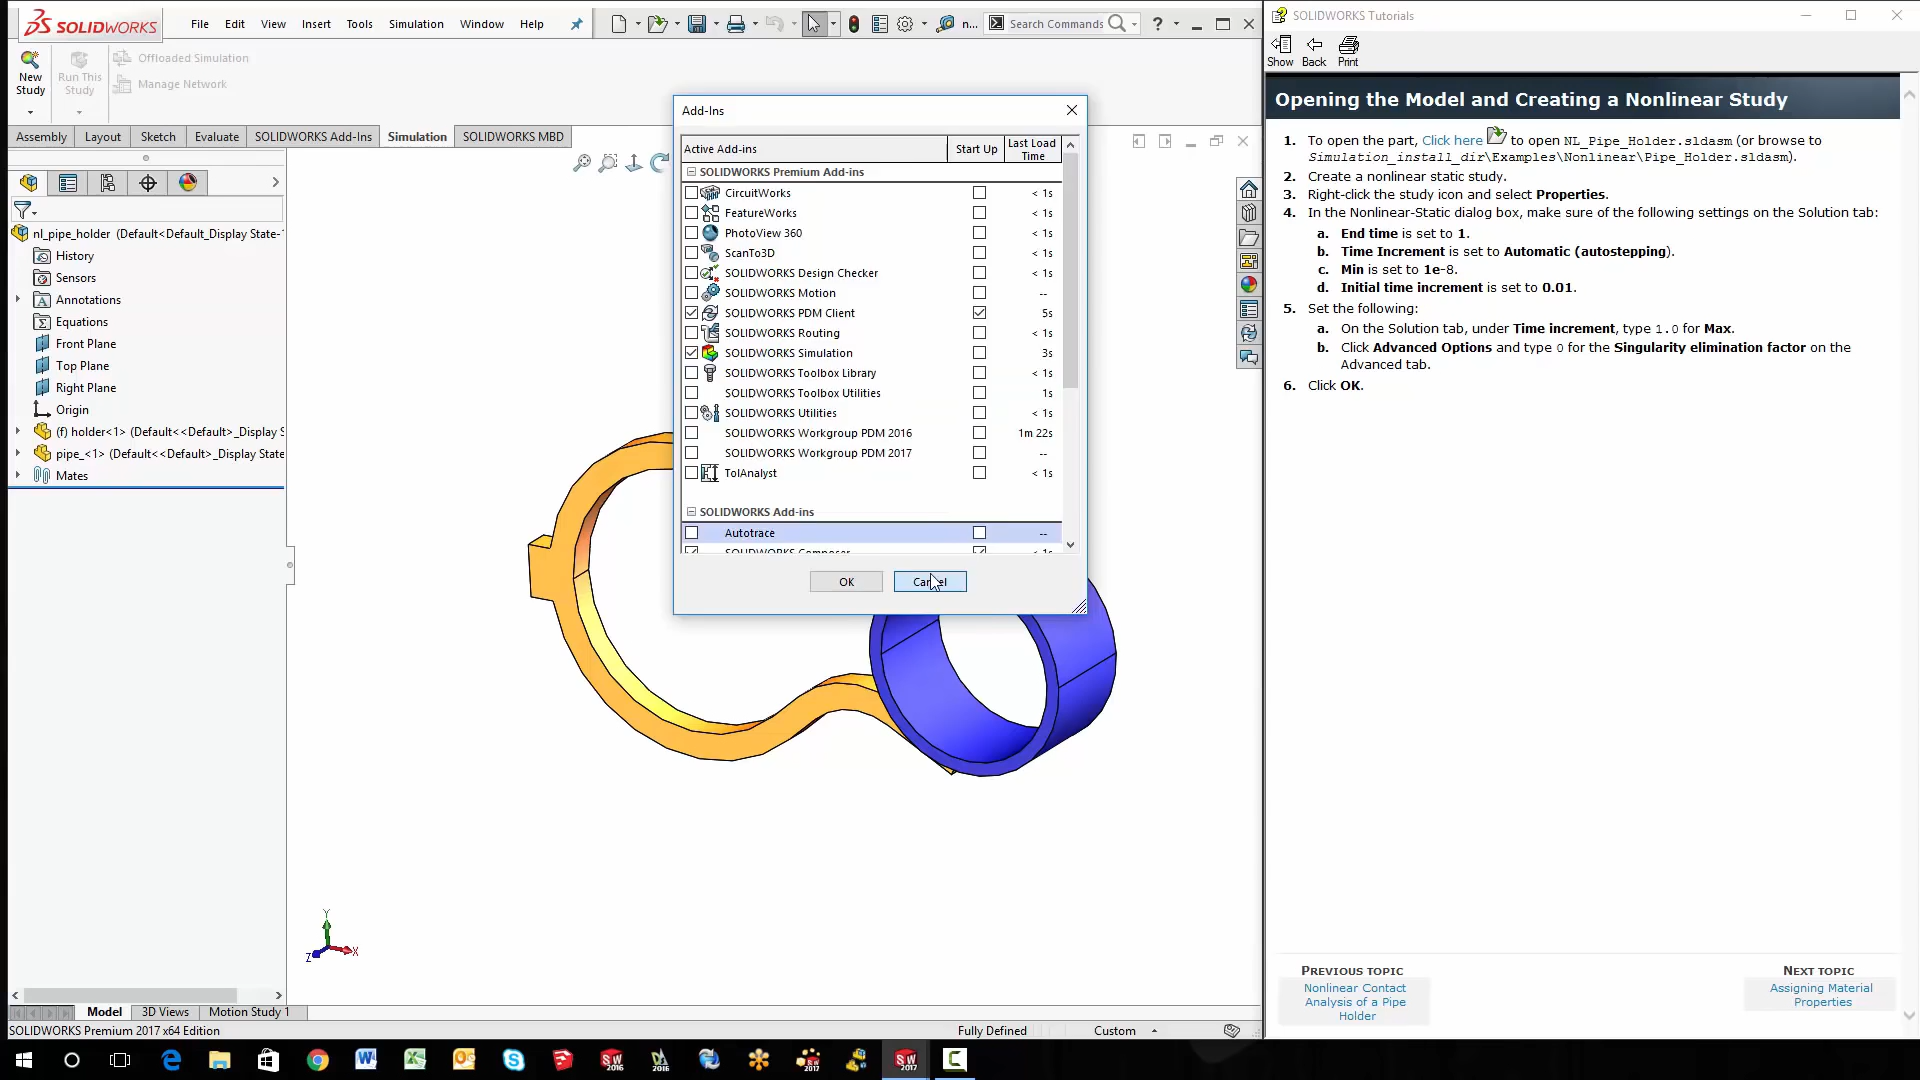 SOLIDWORKS
File Edit View Insert Tools Simulation Window Help
n... Search Commands ?
New
Study
Run This
Study
Offloaded Simulation
Manage Network
Assembly Layout Sketch Evaluate SOLIDWORKS Add-Ins Simulation SOLIDWORKS MBD
nl_pipe_holder (Default<Default_Display State-
History
Sensors
Annotations
Equations
Front Plane
Top Plane
Right Plane
Origin
(f) holder<1> (Default<<Default>_Display S
pipe_<1> (Default<<Default>_Display State
Mates
Add-Ins
Active Add-ins Start Up Last Load
Time
SOLIDWORKS Premium Add-ins
CircuitWorks < 1s
FeatureWorks < 1s
PhotoView 360 < 1s
ScanTo3D < 1s
SOLIDWORKS Design Checker < 1s
SOLIDWORKS Motion --
SOLIDWORKS PDM Client 5s
SOLIDWORKS Routing < 1s
SOLIDWORKS Simulation 3s
SOLIDWORKS Toolbox Library < 1s
SOLIDWORKS Toolbox Utilities 1s
SOLIDWORKS Utilities < 1s
SOLIDWORKS Workgroup PDM 2016 1m 22s
SOLIDWORKS Workgroup PDM 2017 --
TolAnalyst < 1s
SOLIDWORKS Add-ins
Autotrace --
SOLIDWORKS Composer < 1s
OK Cancel
Y
X
Z
Model 3D Views Motion Study 1
SOLIDWORKS Premium 2017 x64 Edition Fully Defined Custom
SOLIDWORKS Tutorials
Show Back Print
Opening the Model and Creating a Nonlinear Study
1. To open the part, Click here to open NL_Pipe_Holder.sldasm (or browse to
Simulation_install_dir\Examples\Nonlinear\Pipe_Holder.sldasm).
2. Create a nonlinear static study.
3. Right-click the study icon and select Properties.
4. In the Nonlinear-Static dialog box, make sure of the following settings on the Solution tab:
a. End time is set to 1.
b. Time Increment is set to Automatic (autostepping).
c. Min is set to 1e-8.
d. Initial time increment is set to 0.01.
5. Set the following:
a. On the Solution tab, under Time increment, type 1.0 for Max.
b. Click Advanced Options and type 0 for the Singularity elimination factor on the
Advanced tab.
6. Click OK.
PREVIOUS TOPIC
Nonlinear Contact
Analysis of a Pipe
Holder
NEXT TOPIC
Assigning Material
Properties